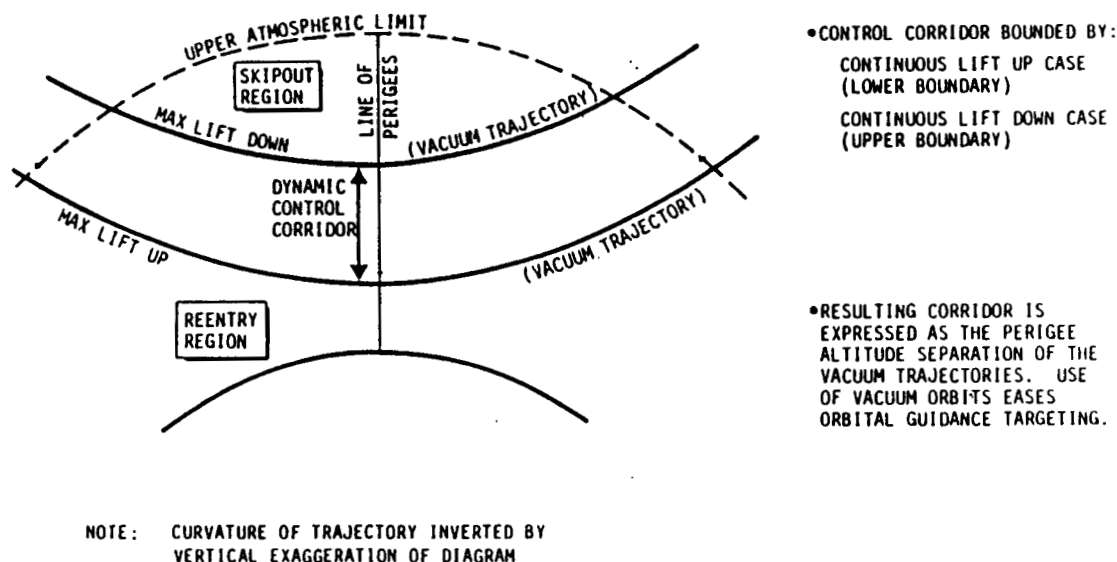 UPPER ATMOSPHERIC LIMIT
SKIPOUT
REGION
LINE OF
PERIGEES
MAX LIFT DOWN
(VACUUM TRAJECTORY)
DYNAMIC
CONTROL
CORRIDOR
MAX LIFT UP
(VACUUM TRAJECTORY)
REENTRY
REGION
•CONTROL CORRIDOR BOUNDED BY:
CONTINUOUS LIFT UP CASE
(LOWER BOUNDARY)
CONTINUOUS LIFT DOWN CASE
(UPPER BOUNDARY)
•RESULTING CORRIDOR IS
EXPRESSED AS THE PERIGEE
ALTITUDE SEPARATION OF THE
VACUUM TRAJECTORIES. USE
OF VACUUM ORBITS EASES
ORBITAL GUIDANCE TARGETING.
NOTE: CURVATURE OF TRAJECTORY INVERTED BY
VERTICAL EXAGGERATION OF DIAGRAM